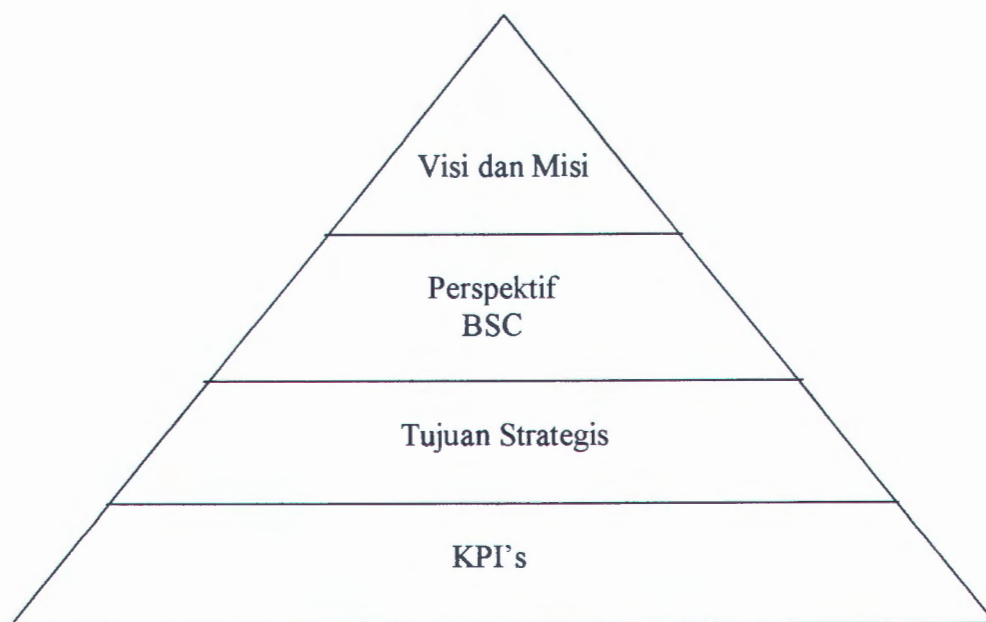 Visi dan Misi
Perspektif
BSC
Tujuan Strategis
KPI’s